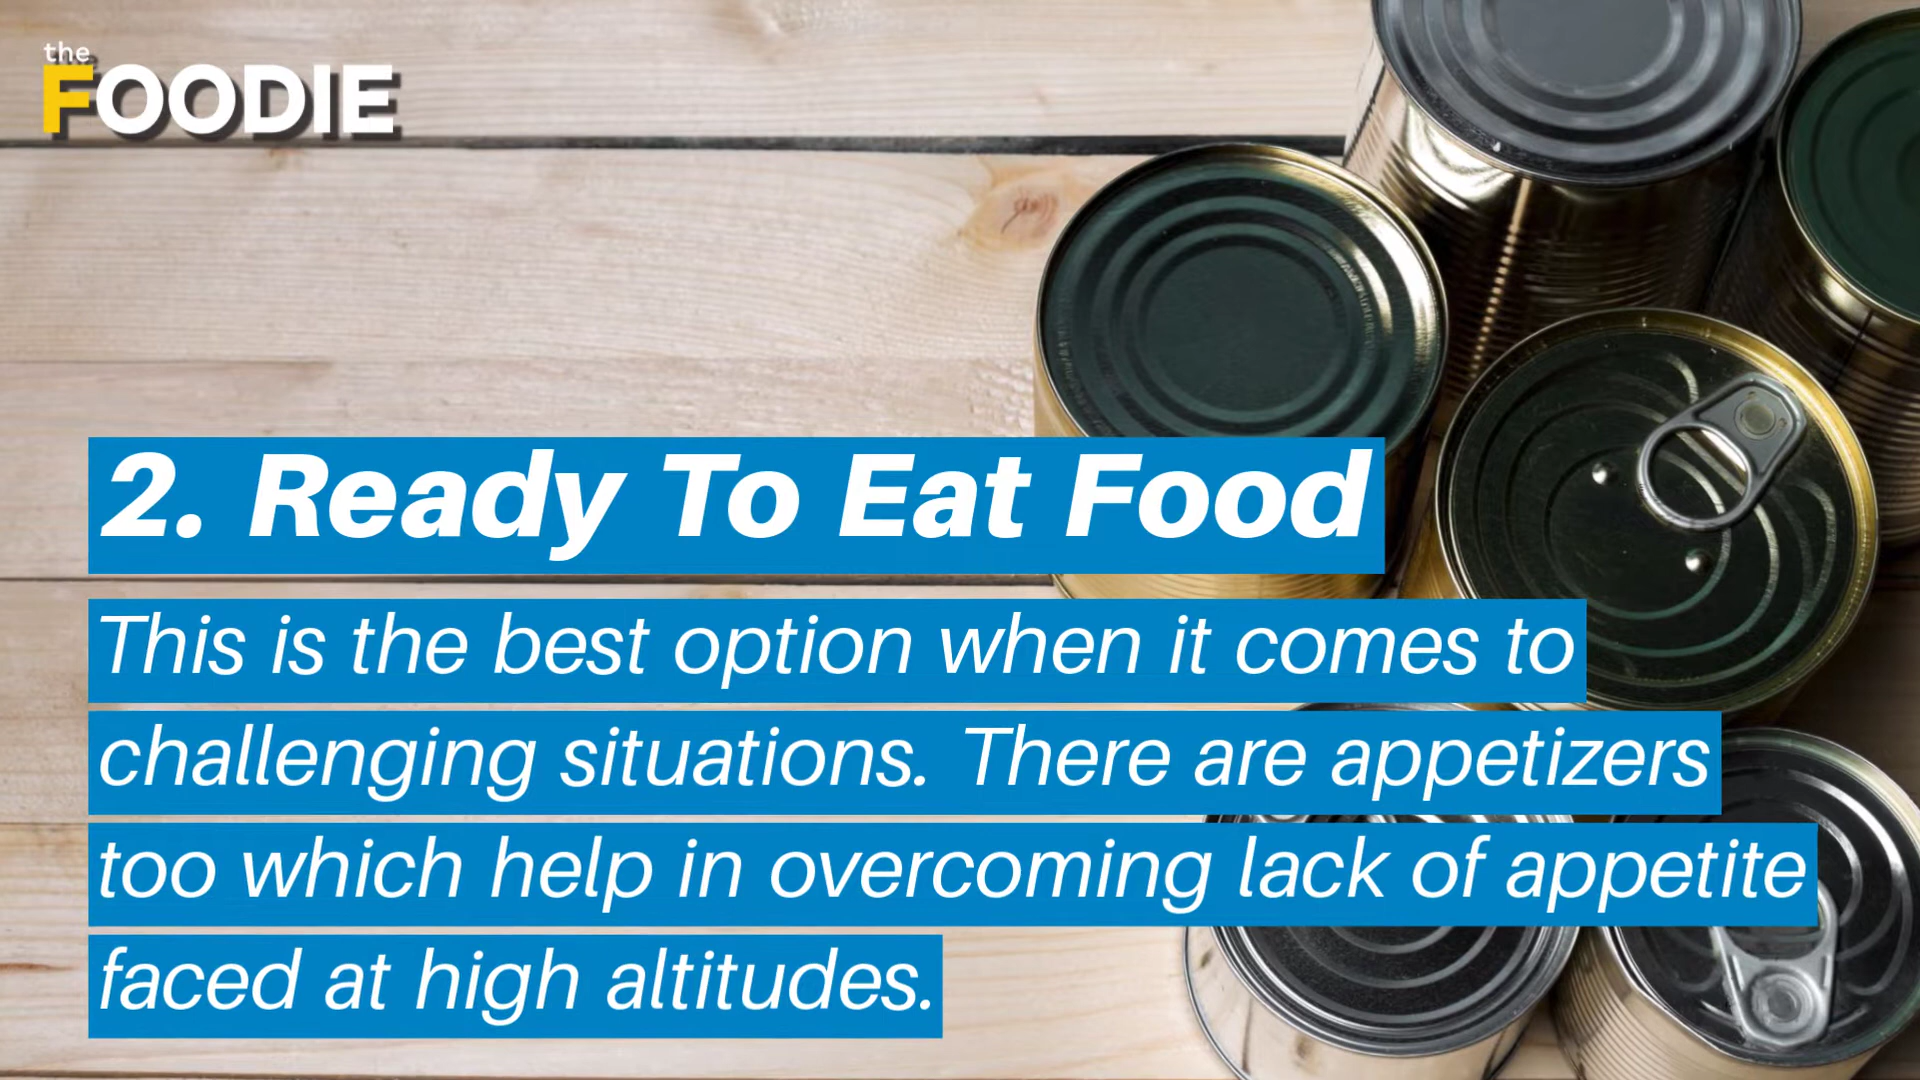 the
FOODIE
2. Ready To Eat Food
This is the best option when it comes to
challenging situations. There are appetizers
too which help in overcoming lack of appetite
faced at high altitudes.